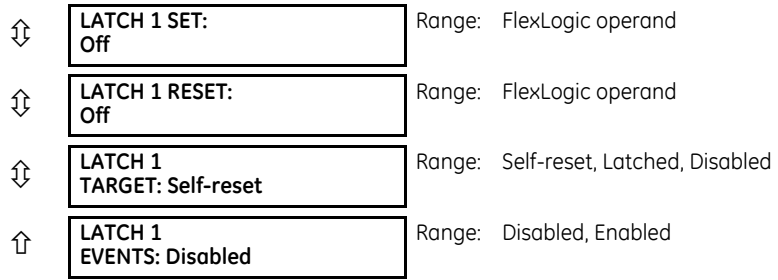 LATCH 1 SET:
Off
Range: FlexLogic operand
LATCH 1 RESET:
Off
Range: FlexLogic operand
LATCH 1
TARGET: Self-reset
Range: Self-reset, Latched, Disabled
LATCH 1
EVENTS: Disabled
Range: Disabled, Enabled